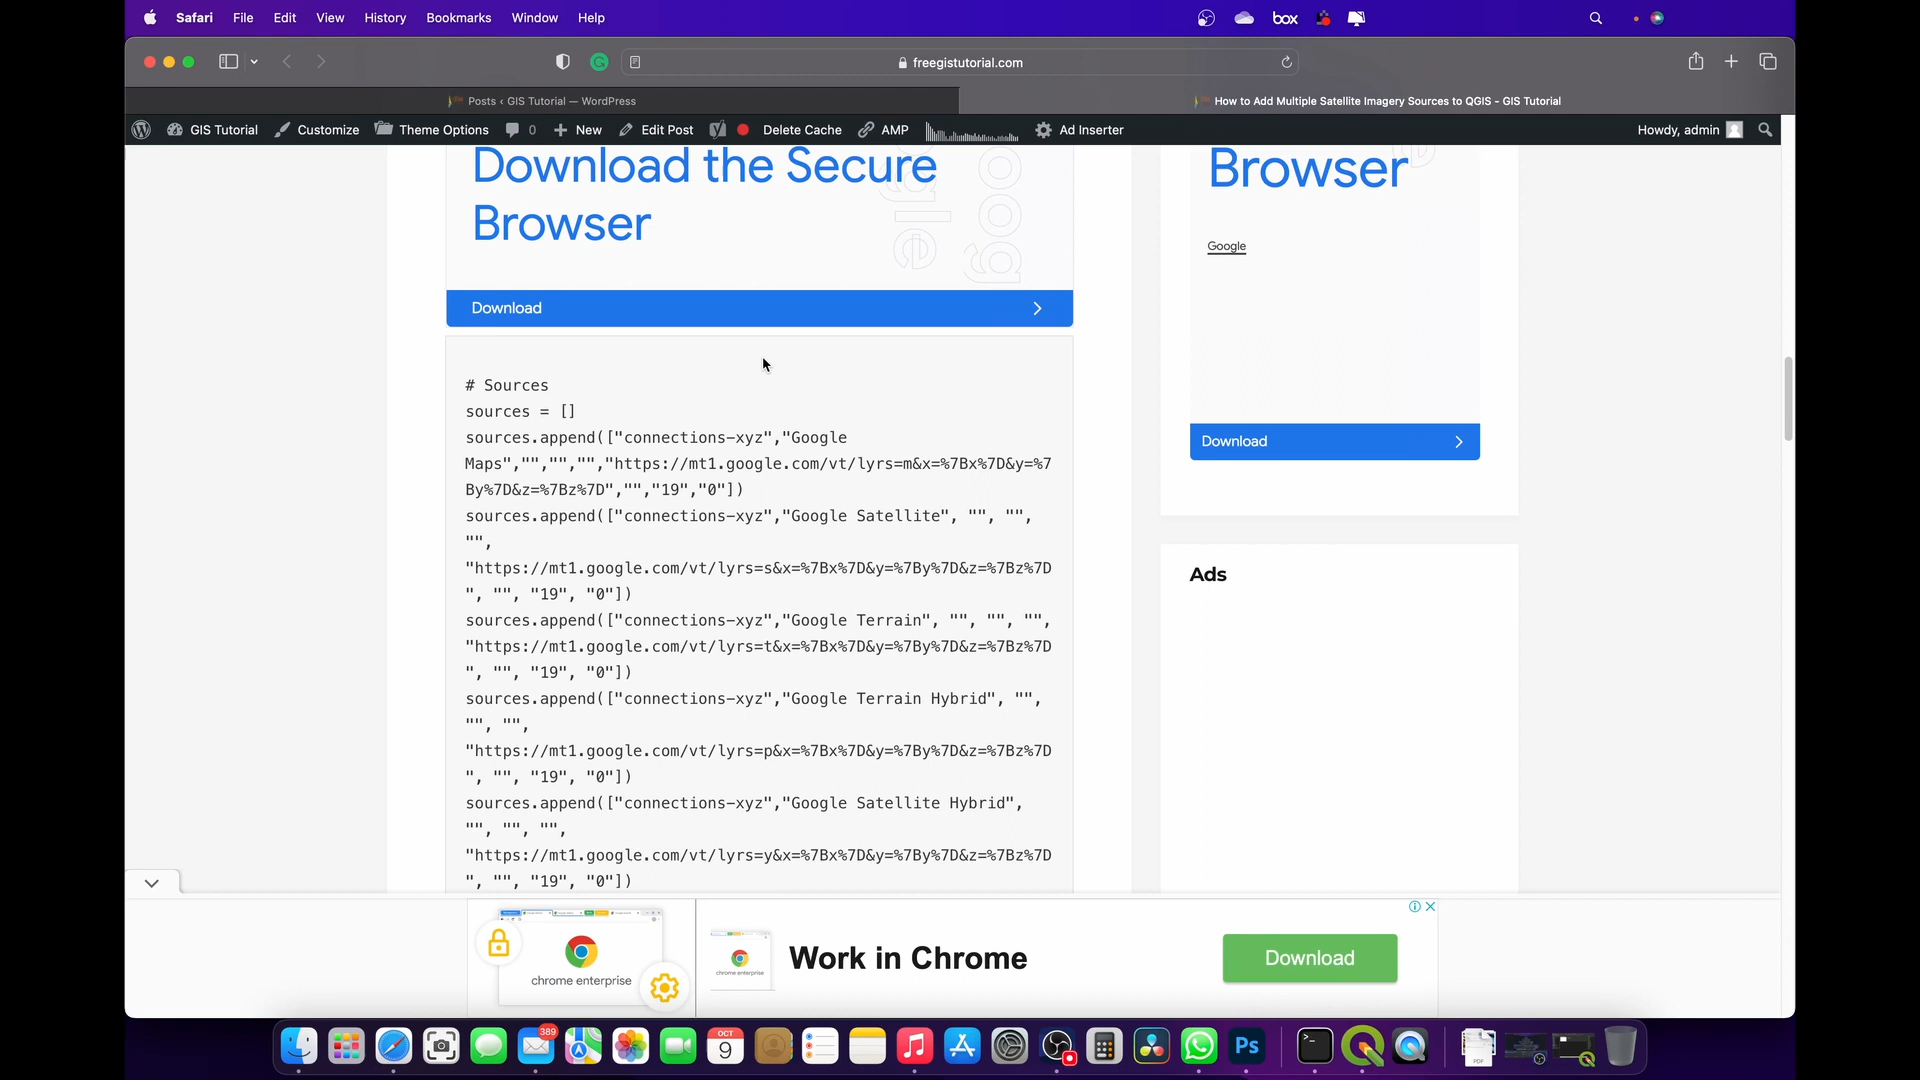 Safari File Edit View History Bookmarks Window Help box
freegistutorial.com
Posts ‹ GIS Tutorial — WordPress How to Add Multiple Satellite Imagery Sources to QGIS - GIS Tutorial
GIS Tutorial Customize Theme Options 0 New Edit Post Delete Cache AMP Ad Inserter Howdy, admin
Download the Secure
Browser
Download
Browser
Google
Download
# Sources
sources = []
sources.append(["connections-xyz","Google
Maps","","","","https://mt1.google.com/vt/lyrs=m&x=%7Bx%7D&y=%7
By%7D&z=%7Bz%7D","","19","0"])
sources.append(["connections-xyz","Google Satellite", "", "",
"",
"https://mt1.google.com/vt/lyrs=s&x=%7Bx%7D&y=%7By%7D&z=%7Bz%7D
", "", "19", "0"])
sources.append(["connections-xyz","Google Terrain", "", "", "",
"https://mt1.google.com/vt/lyrs=t&x=%7Bx%7D&y=%7By%7D&z=%7Bz%7D
", "", "19", "0"])
sources.append(["connections-xyz","Google Terrain Hybrid", "",
"", "",
"https://mt1.google.com/vt/lyrs=p&x=%7Bx%7D&y=%7By%7D&z=%7Bz%7D
", "", "19", "0"])
sources.append(["connections-xyz","Google Satellite Hybrid",
"", "", "",
"https://mt1.google.com/vt/lyrs=y&x=%7Bx%7D&y=%7By%7D&z=%7Bz%7D
", "", "19", "0"])
Ads
chrome enterprise
chrome enterprise
Work in Chrome
Download
389
OCT
9
Ps
PDF